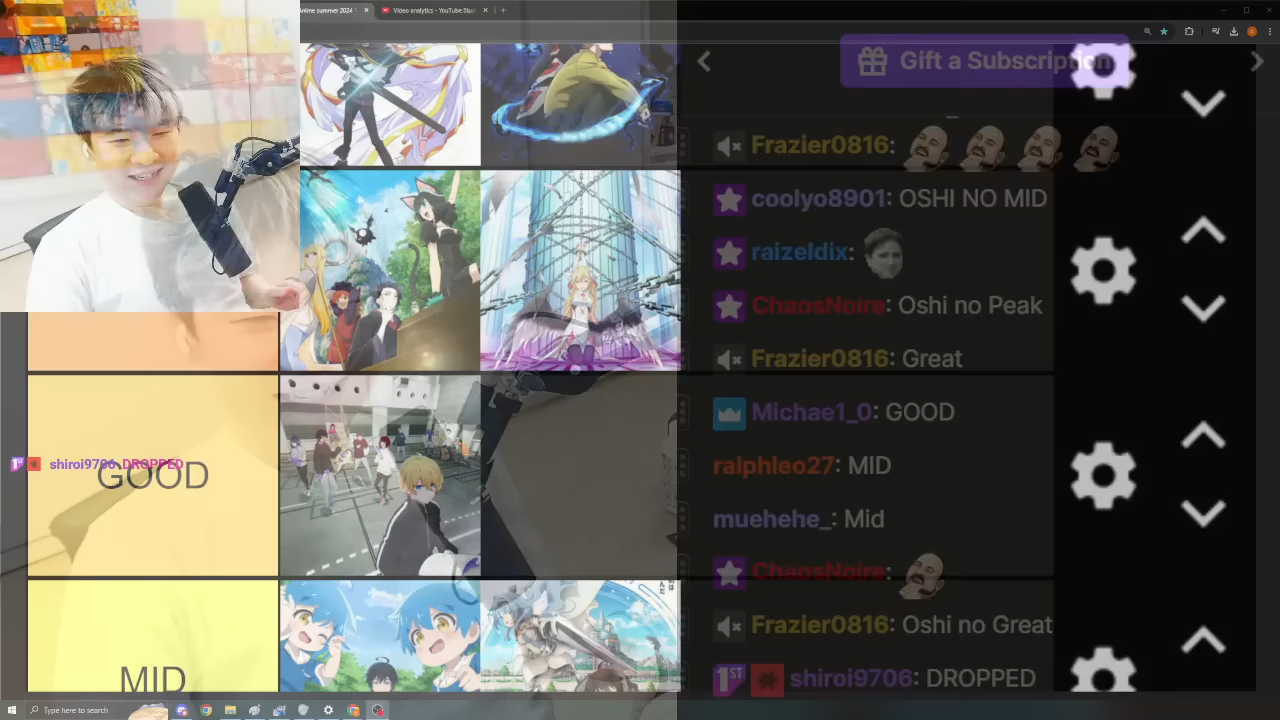 Anime summer 2024
Video analytics - YouTube Stu
Gift a Subscription
Frazier0816:
coolyo8901: OSHI NO MID
raizeldix:
ChaosNoire: Oshi no Peak
Frazier0816: Great
Michae1_0: GOOD
shiroi9706 DROPPED
GOOD
ralphleo27: MID
muehehe_: Mid
ChaosNoire:
Frazier0816: Oshi no Great
1ST shiroi9706: DROPPED
MID
Type here to search